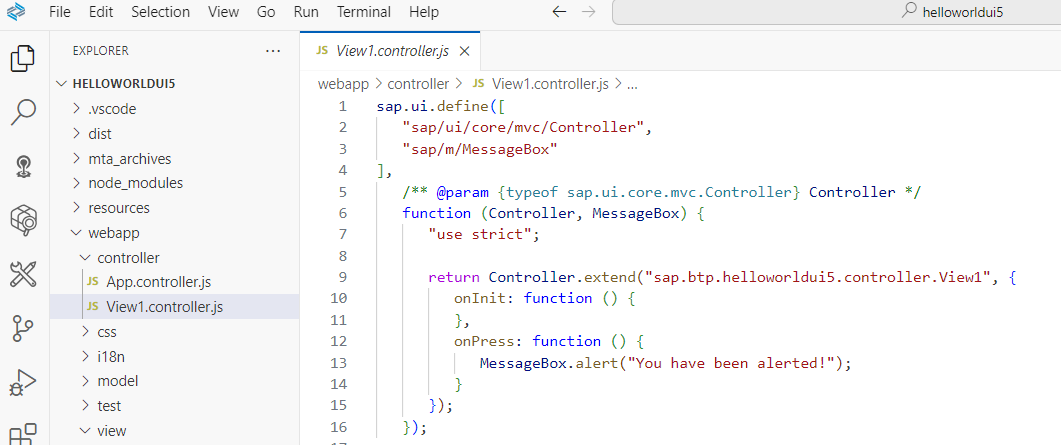 File Edit Selection View Go Run Terminal Help
helloworldui5
EXPLORER
HELLOWORLDUI5
.vscode
dist
mta_archives
node_modules
resources
webapp
controller
App.controller.js
View1.controller.js
css
i18n
model
test
view
JS View1.controller.js
webapp > controller > JS View1.controller.js > ...
1 sap.ui.define([
2 "sap/ui/core/mvc/Controller",
3 "sap/m/MessageBox"
4 ],
5 /** @param {typeof sap.ui.core.mvc.Controller} Controller */
6 function (Controller, MessageBox) {
7 "use strict";
8
9 return Controller.extend("sap.btp.helloworldui5.controller.View1", {
10 onInit: function () {
11 },
12 onPress: function () {
13 MessageBox.alert("You have been alerted!");
14 }
15 });
16 });